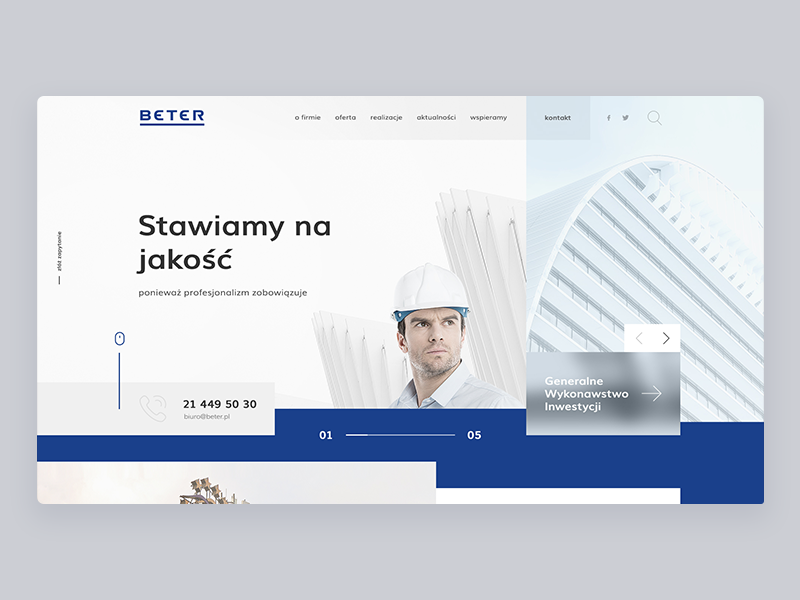 BETER
o firmie
oferta
realizacje
aktualności
wspieramy
kontakt
złóż zapytanie
Stawiamy na
jakość
ponieważ profesjonalizm zobowiązuje
21 449 50 30
biuro@beter.pl
01
05
Generalne
Wykonawstwo
Inwestycji